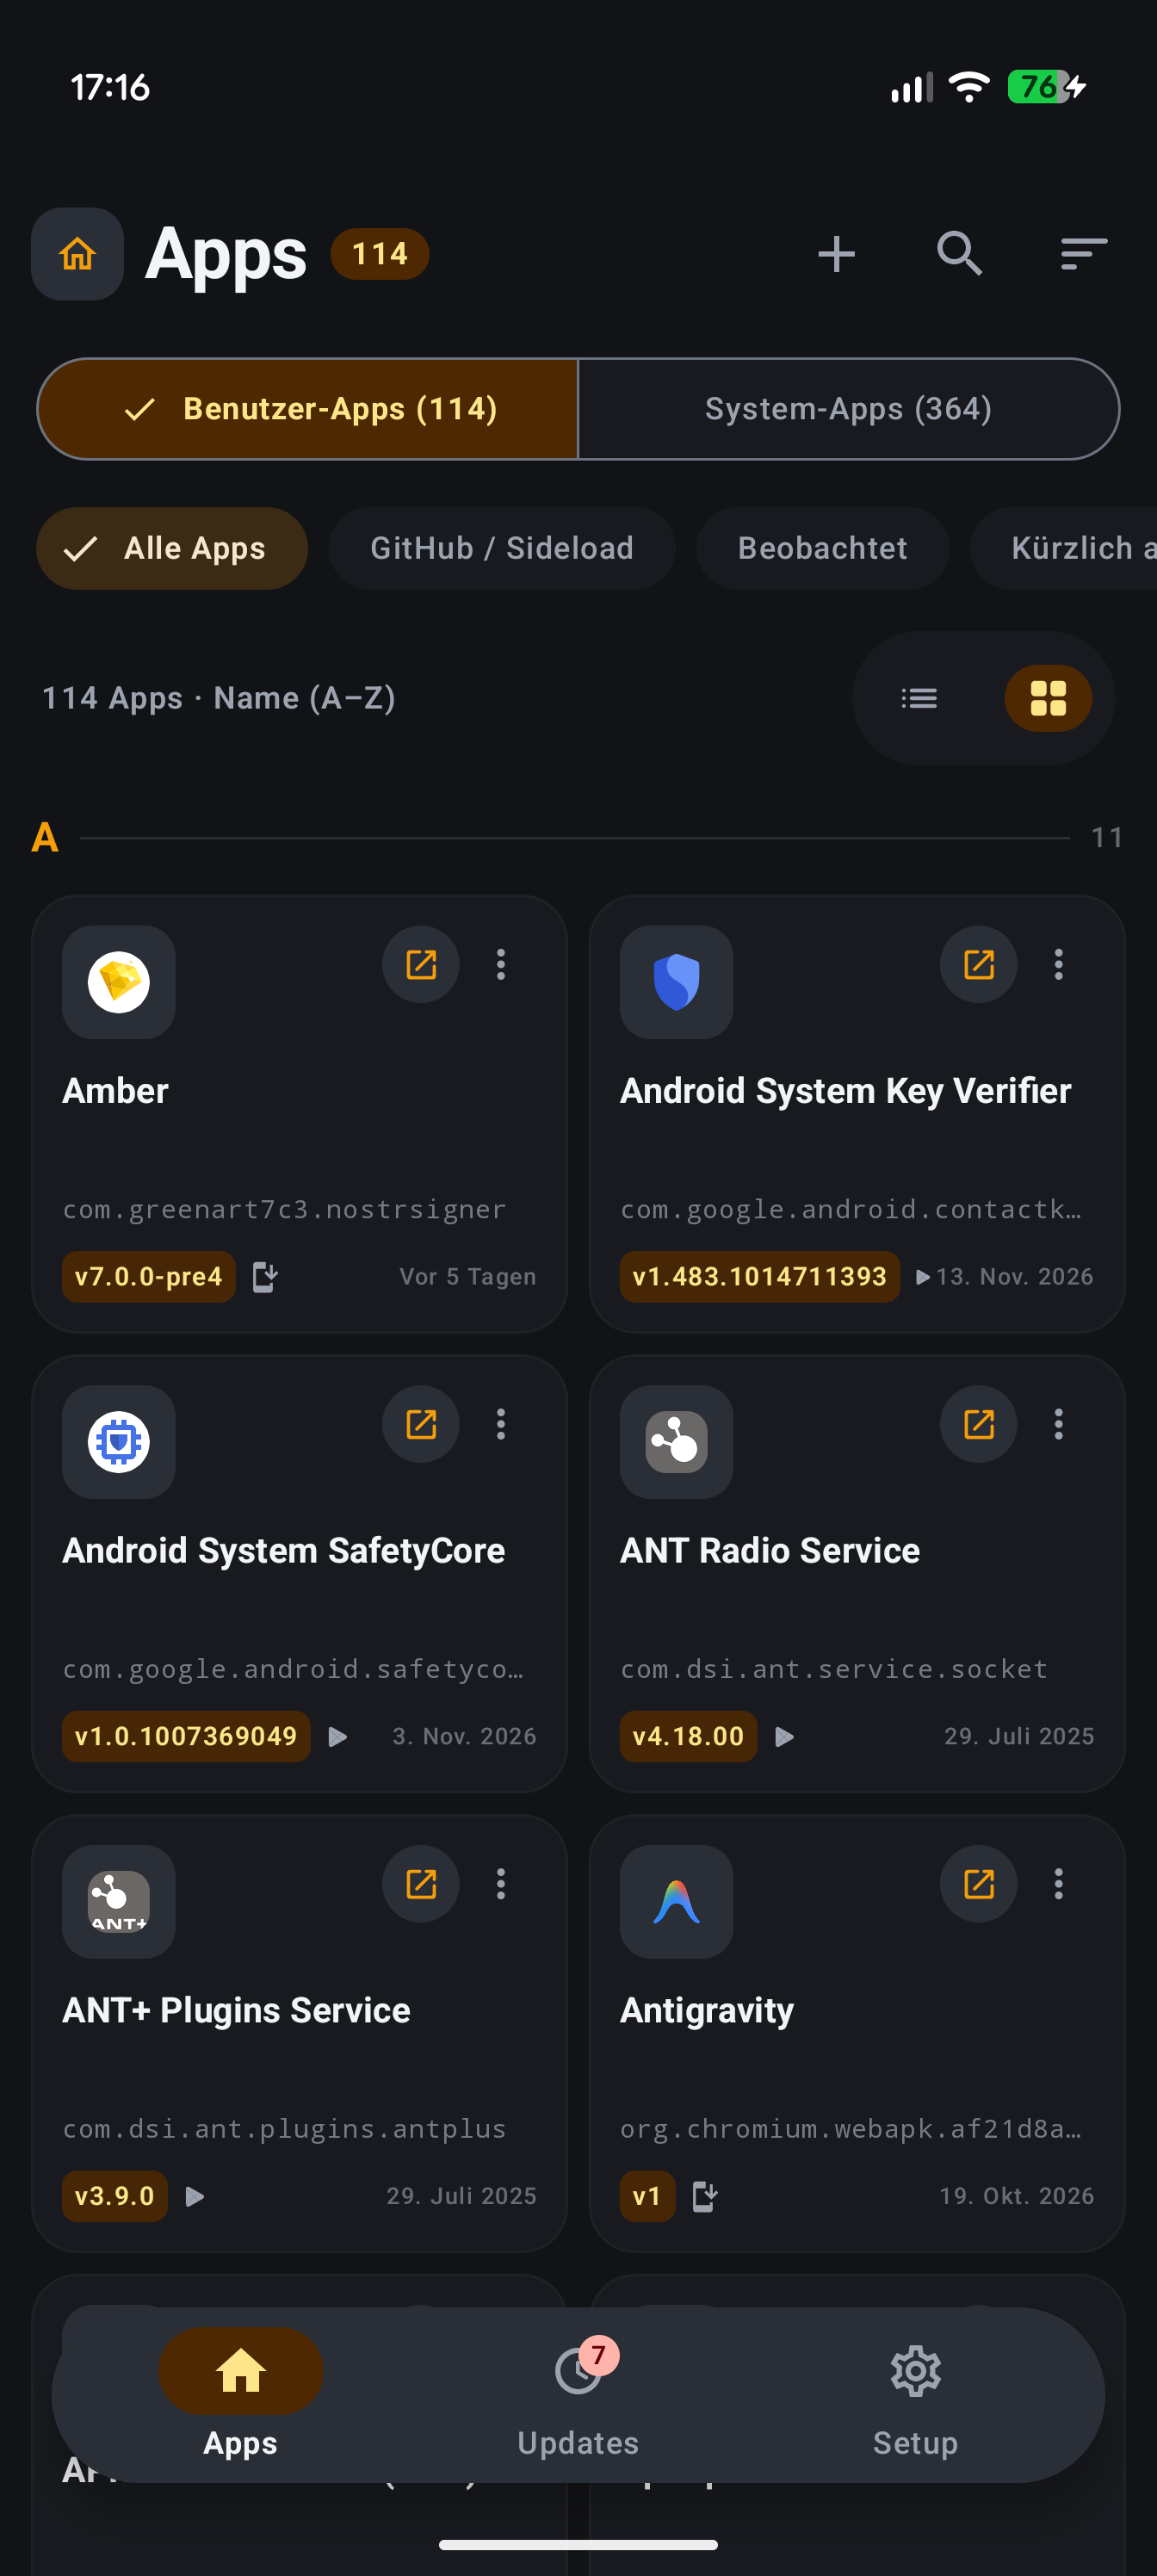 17:16
76
Apps 114
Benutzer-Apps (114)
System-Apps (364)
Alle Apps
GitHub / Sideload
Beobachtet
Kürzlich a
114 Apps · Name (A–Z)
A
11
Amber
com.greenart7c3.nostrsigner
v7.0.0-pre4
Vor 5 Tagen
Android System Key Verifier
com.google.android.contactk…
v1.483.1014711393
13. Nov. 2026
Android System SafetyCore
com.google.android.safetyco…
v1.0.1007369049
3. Nov. 2026
ANT Radio Service
com.dsi.ant.service.socket
v4.18.00
29. Juli 2025
ANT+
ANT+ Plugins Service
com.dsi.ant.plugins.antplus
v3.9.0
29. Juli 2025
Antigravity
org.chromium.webapk.af21d8a…
v1
19. Okt. 2026
Apps
7
Updates
Setup